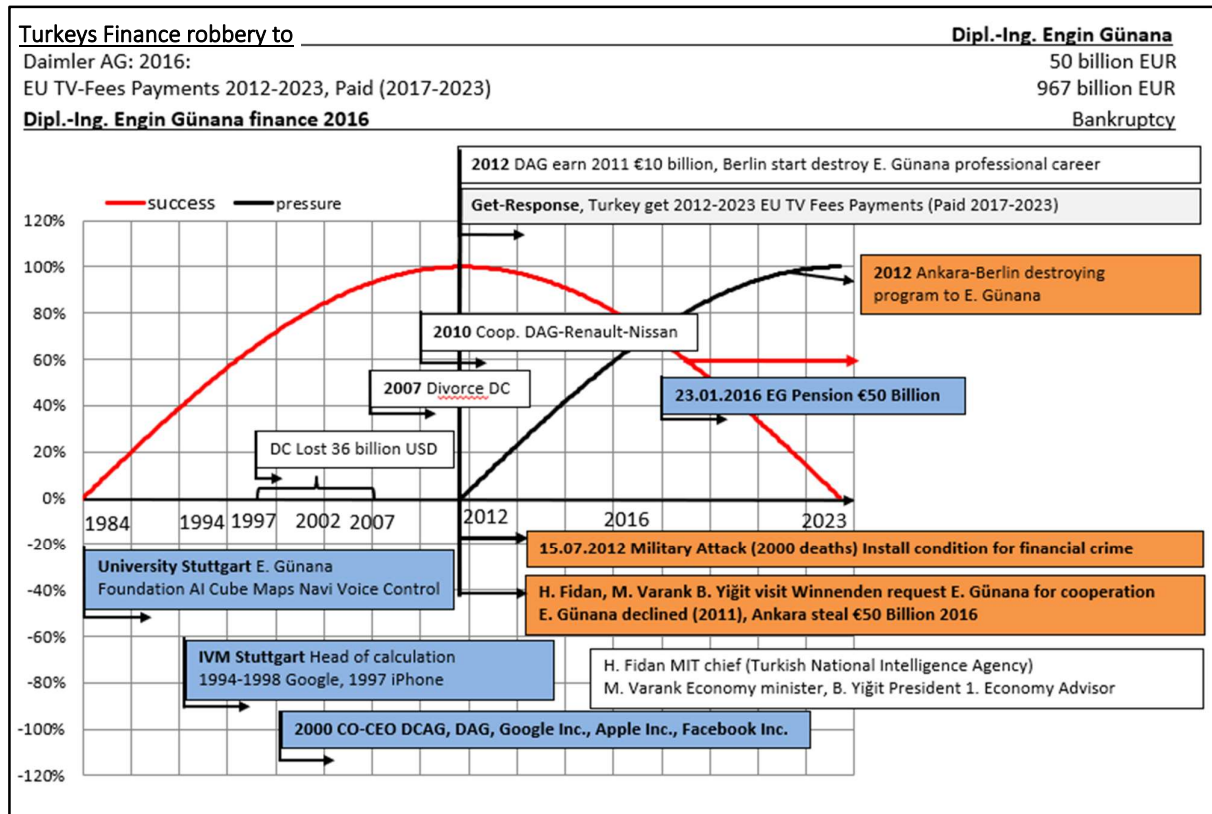 Turkeys Finance robbery to Dipl.-Ing. Engin Günana
Daimler AG: 2016: 50 billion EUR
EU TV-Fees Payments 2012-2023, Paid (2017-2023) 967 billion EUR
Dipl.-Ing. Engin Günana finance 2016 Bankruptcy
2012 DAG earn 2011 €10 billion, Berlin start destroy E. Günana professional career
success pressure
Get-Response, Turkey get 2012-2023 EU TV Fees Payments (Paid 2017-2023)
120%
100%
2012 Ankara-Berlin destroying
program to E. Günana
80%
2010 Coop. DAG-Renault-Nissan
60%
2007 Divorce DC
23.01.2016 EG Pension €50 Billion
40%
DC Lost 36 billion USD
20%
0%
1984 1994 1997 2002 2007 2012 2016 2023
-20%
15.07.2012 Military Attack (2000 deaths) Install condition for financial crime
University Stuttgart E. Günana
Foundation AI Cube Maps Navi Voice Control
-40%
H. Fidan, M. Varank B. Yiğit visit Winnenden request E. Günana for cooperation
E. Günana declined (2011), Ankara steal €50 Billion 2016
-60%
IVM Stuttgart Head of calculation
1994-1998 Google, 1997 iPhone
H. Fidan MIT chief (Turkish National Intelligence Agency)
M. Varank Economy minister, B. Yiğit President 1. Economy Advisor
-80%
2000 CO-CEO DCAG, DAG, Google Inc., Apple Inc., Facebook Inc.
-100%
-120%